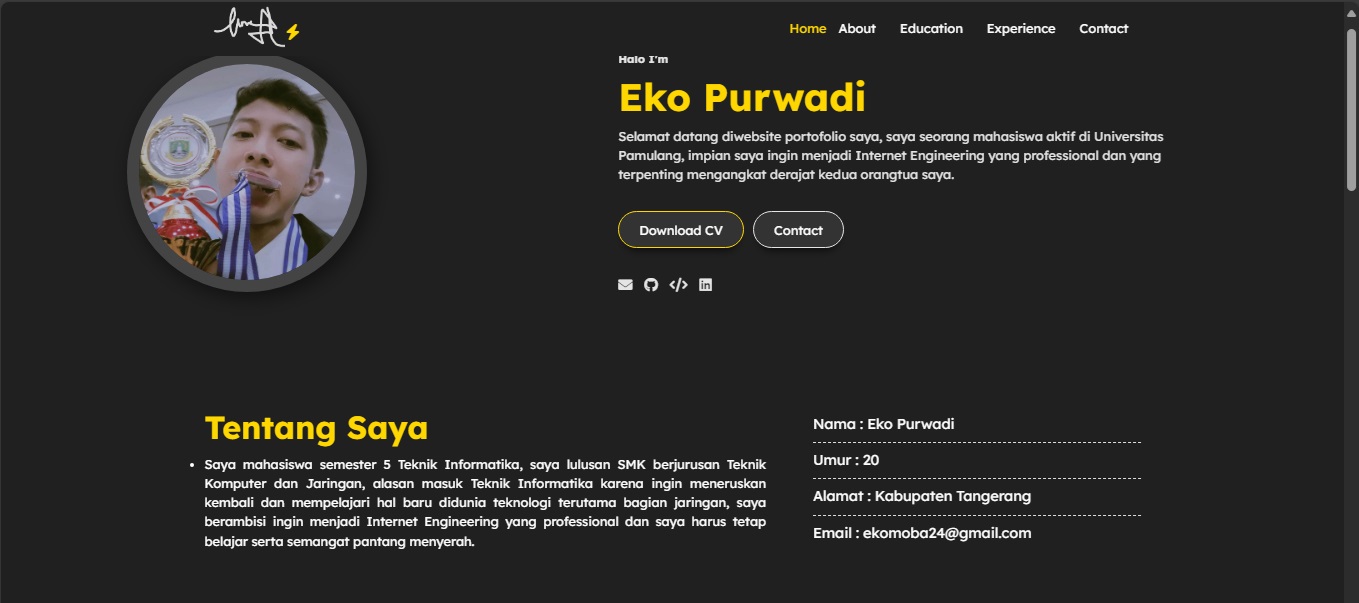 Home About Education Experience Contact
Halo I'm
Eko Purwadi
Selamat datang diwebsite portofolio saya, saya seorang mahasiswa aktif di Universitas
Pamulang, impian saya ingin menjadi Internet Engineering yang professional dan yang
terpenting mengangkat derajat kedua orangtua saya.
Download CV Contact
Tentang Saya
Saya mahasiswa semester 5 Teknik Informatika, saya lulusan SMK berjurusan Teknik
Komputer dan Jaringan, alasan masuk Teknik Informatika karena ingin meneruskan
kembali dan mempelajari hal baru didunia teknologi terutama bagian jaringan, saya
berambisi ingin menjadi Internet Engineering yang professional dan saya harus tetap
belajar serta semangat pantang menyerah.
Nama : Eko Purwadi
Umur : 20
Alamat : Kabupaten Tangerang
Email : ekomoba24@gmail.com